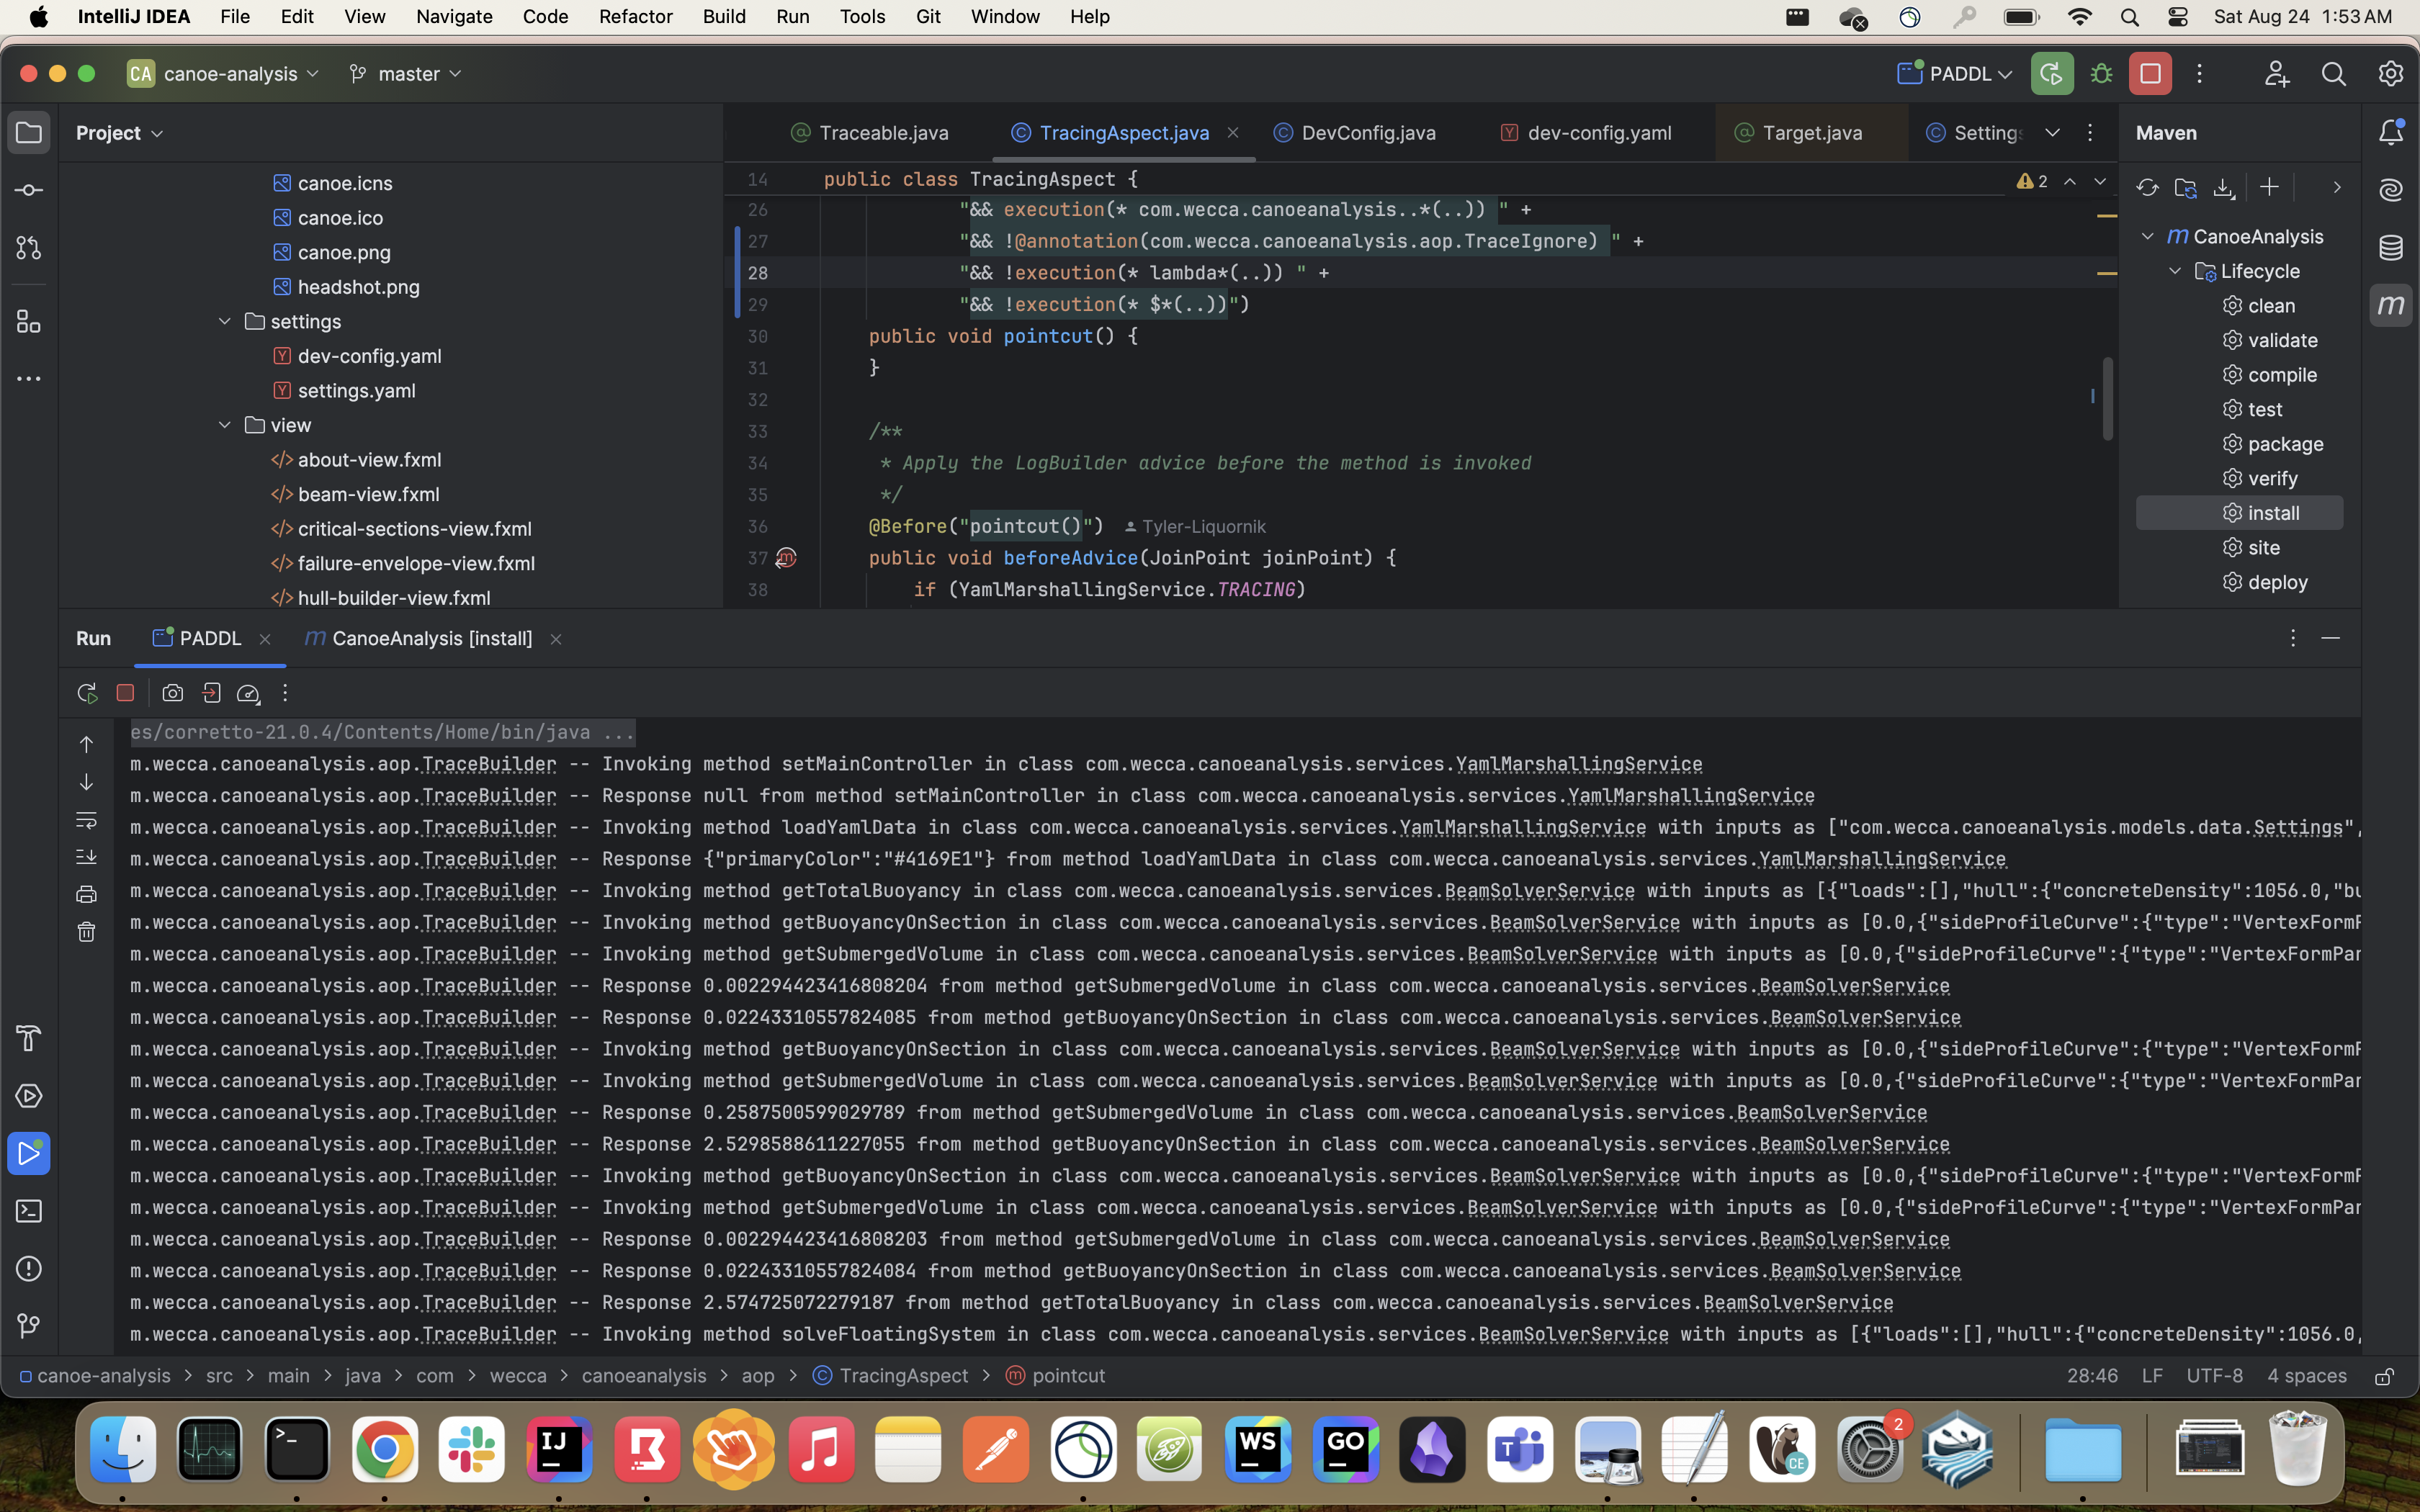 IntelliJ IDEA File Edit View Navigate Code Refactor Build Run Tools Git Window Help Sat Aug 24 1:53 AM
CA canoe-analysis master PADDL
Project
canoe.icns
canoe.ico
canoe.png
headshot.png
settings
dev-config.yaml
settings.yaml
view
about-view.fxml
beam-view.fxml
critical-sections-view.fxml
failure-envelope-view.fxml
hull-builder-view.fxml
Traceable.java TracingAspect.java DevConfig.java dev-config.yaml Target.java Setting
14 public class TracingAspect { 2
26 "&& execution(* com.wecca.canoeanalysis..*(..)) " +
27 "&& !@annotation(com.wecca.canoeanalysis.aop.TraceIgnore) " +
28 "&& !execution(* lambda*(..)) " +
29 "&& !execution(* $*(..))")
30 public void pointcut() {
31 }
32
33 /**
34 * Apply the LogBuilder advice before the method is invoked
35 */
36 @Before("pointcut()") Tyler-Liquornik
37 public void beforeAdvice(JoinPoint joinPoint) {
38 if (YamlMarshallingService.TRACING)
Maven
CanoeAnalysis
Lifecycle
clean
validate
compile
test
package
verify
install
site
deploy
Run PADDL CanoeAnalysis [install]
es/corretto-21.0.4/Contents/Home/bin/java ...
m.wecca.canoeanalysis.aop.TraceBuilder -- Invoking method setMainController in class com.wecca.canoeanalysis.services.YamlMarshallingService
m.wecca.canoeanalysis.aop.TraceBuilder -- Response null from method setMainController in class com.wecca.canoeanalysis.services.YamlMarshallingService
m.wecca.canoeanalysis.aop.TraceBuilder -- Invoking method loadYamlData in class com.wecca.canoeanalysis.services.YamlMarshallingService with inputs as ["com.wecca.canoeanalysis.models.data.Settings",
m.wecca.canoeanalysis.aop.TraceBuilder -- Response {"primaryColor":"#4169E1"} from method loadYamlData in class com.wecca.canoeanalysis.services.YamlMarshallingService
m.wecca.canoeanalysis.aop.TraceBuilder -- Invoking method getTotalBuoyancy in class com.wecca.canoeanalysis.services.BeamSolverService with inputs as [{"loads":[],"hull":{"concreteDensity":1056.0,"bu
m.wecca.canoeanalysis.aop.TraceBuilder -- Invoking method getBuoyancyOnSection in class com.wecca.canoeanalysis.services.BeamSolverService with inputs as [0.0,{"sideProfileCurve":{"type":"VertexFormP
m.wecca.canoeanalysis.aop.TraceBuilder -- Invoking method getSubmergedVolume in class com.wecca.canoeanalysis.services.BeamSolverService with inputs as [0.0,{"sideProfileCurve":{"type":"VertexFormPar
m.wecca.canoeanalysis.aop.TraceBuilder -- Response 0.002294423416808204 from method getSubmergedVolume in class com.wecca.canoeanalysis.services.BeamSolverService
m.wecca.canoeanalysis.aop.TraceBuilder -- Response 0.02243310557824085 from method getBuoyancyOnSection in class com.wecca.canoeanalysis.services.BeamSolverService
m.wecca.canoeanalysis.aop.TraceBuilder -- Invoking method getBuoyancyOnSection in class com.wecca.canoeanalysis.services.BeamSolverService with inputs as [0.0,{"sideProfileCurve":{"type":"VertexFormP
m.wecca.canoeanalysis.aop.TraceBuilder -- Invoking method getSubmergedVolume in class com.wecca.canoeanalysis.services.BeamSolverService with inputs as [0.0,{"sideProfileCurve":{"type":"VertexFormPar
m.wecca.canoeanalysis.aop.TraceBuilder -- Response 0.2587500599029789 from method getSubmergedVolume in class com.wecca.canoeanalysis.services.BeamSolverService
m.wecca.canoeanalysis.aop.TraceBuilder -- Response 2.5298588611227055 from method getBuoyancyOnSection in class com.wecca.canoeanalysis.services.BeamSolverService
m.wecca.canoeanalysis.aop.TraceBuilder -- Invoking method getBuoyancyOnSection in class com.wecca.canoeanalysis.services.BeamSolverService with inputs as [0.0,{"sideProfileCurve":{"type":"VertexFormP
m.wecca.canoeanalysis.aop.TraceBuilder -- Invoking method getSubmergedVolume in class com.wecca.canoeanalysis.services.BeamSolverService with inputs as [0.0,{"sideProfileCurve":{"type":"VertexFormPar
m.wecca.canoeanalysis.aop.TraceBuilder -- Response 0.002294423416808203 from method getSubmergedVolume in class com.wecca.canoeanalysis.services.BeamSolverService
m.wecca.canoeanalysis.aop.TraceBuilder -- Response 0.02243310557824084 from method getBuoyancyOnSection in class com.wecca.canoeanalysis.services.BeamSolverService
m.wecca.canoeanalysis.aop.TraceBuilder -- Response 2.574725072279187 from method getTotalBuoyancy in class com.wecca.canoeanalysis.services.BeamSolverService
m.wecca.canoeanalysis.aop.TraceBuilder -- Invoking method solveFloatingSystem in class com.wecca.canoeanalysis.services.BeamSolverService with inputs as [{"loads":[],"hull":{"concreteDensity":1056.0,
canoe-analysis > src > main > java > com > wecca > canoeanalysis > aop > TracingAspect > pointcut 28:46 LF UTF-8 4 spaces
IJ WS GO T CE 2